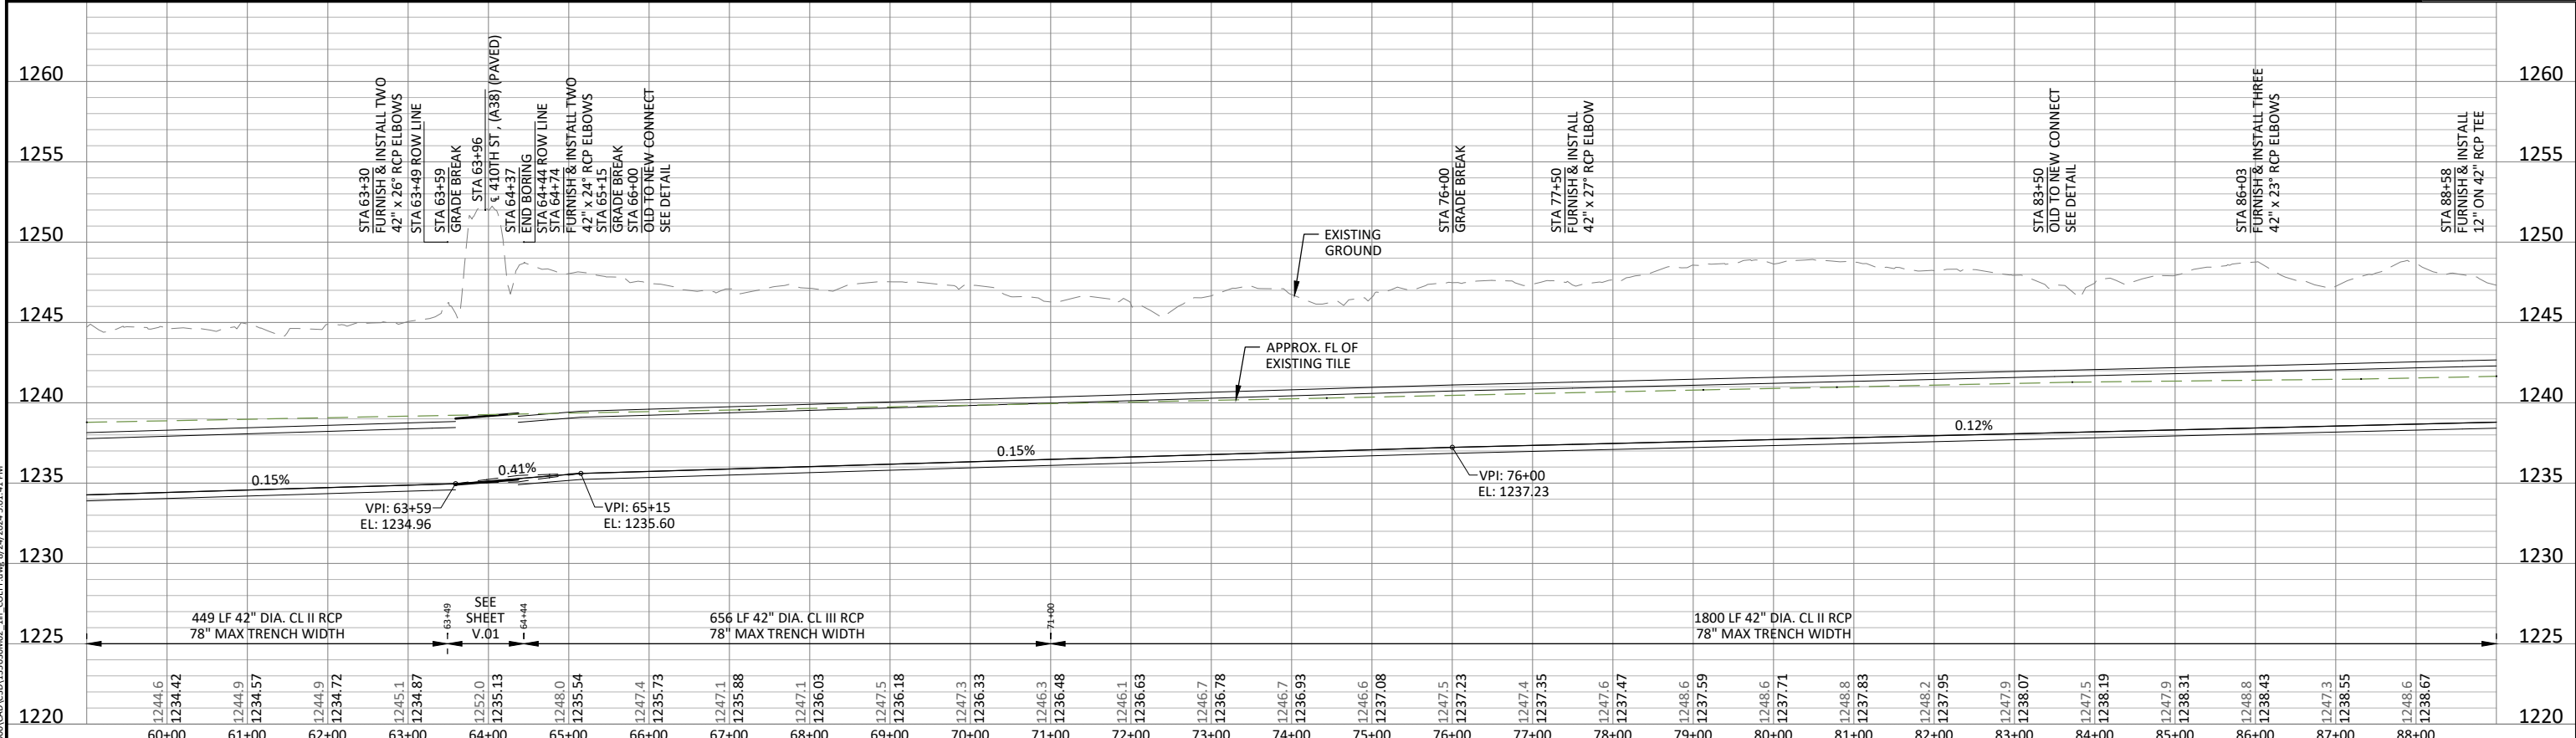 1260
1255
1250
1245
1240
1235
1230
1225
1220
STA 63+30
FURNISH & INSTALL TWO
42" x 26° RCP ELBOWS
STA 63+49 ROW LINE
STA 63+59
GRADE BREAK
STA 63+96
℄ 410TH ST , (A38) (PAVED)
STA 64+37
END BORING
STA 64+44 ROW LINE
STA 64+74
FURNISH & INSTALL TWO
42" x 24° RCP ELBOWS
STA 65+15
GRADE BREAK
STA 66+00
OLD TO NEW CONNECT
SEE DETAIL
EXISTING
GROUND
STA 76+00
GRADE BREAK
STA 77+50
FURNISH & INSTALL
42" x 27° RCP ELBOW
STA 83+50
OLD TO NEW CONNECT
SEE DETAIL
STA 86+03
FURNISH & INSTALL THREE
42" x 23° RCP ELBOWS
STA 88+58
FURNISH & INSTALL
12" ON 42" RCP TEE
1260
1255
1250
1245
1240
1235
1230
1225
1220
APPROX. FL OF
EXISTING TILE
0.15%
0.41%
0.15%
0.12%
VPI: 63+59
EL: 1234.96
VPI: 65+15
EL: 1235.60
VPI: 76+00
EL: 1237.23
449 LF 42" DIA. CL II RCP
78" MAX TRENCH WIDTH
63+49
SEE
SHEET
V.01
64+44
656 LF 42" DIA. CL III RCP
78" MAX TRENCH WIDTH
71+00
1800 LF 42" DIA. CL II RCP
78" MAX TRENCH WIDTH
1244.6
1234.42
1244.9
1234.57
1244.9
1234.72
1245.1
1234.87
1252.0
1235.13
1248.0
1235.54
1247.4
1235.73
1247.1
1235.88
1247.1
1236.03
1247.5
1236.18
1247.3
1236.33
1246.3
1236.48
1246.1
1236.63
1246.7
1236.78
1246.7
1236.93
1246.6
1237.08
1247.5
1237.23
1247.4
1237.35
1247.6
1237.47
1248.6
1237.59
1248.6
1237.71
1248.8
1237.83
1248.2
1237.95
1247.9
1238.07
1247.5
1238.19
1247.9
1238.31
1248.8
1238.43
1247.3
1238.55
1248.6
1238.67
60+00 61+00 62+00 63+00 64+00 65+00 66+00 67+00 68+00 69+00 70+00 71+00 72+00 73+00 74+00 75+00 76+00 77+00 78+00 79+00 80+00 81+00 82+00 83+00 84+00 85+00 86+00 87+00 88+00